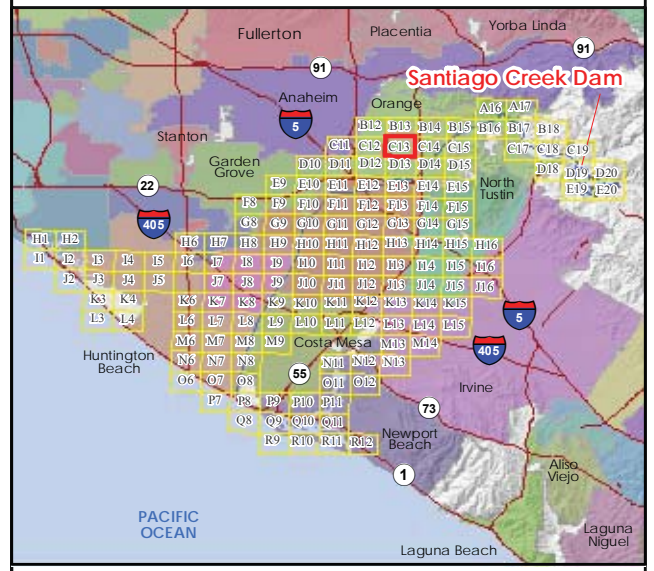 Yorba Linda
Fullerton
Placentia
91
91
Santiago Creek Dam
Anaheim
Orange
A16 A17
5
B12 B13 B14 B15 B16 B17 B18
Stanton
C11 C12 C13 C14 C15 C17 C18 C19
Garden
Grove
D10 D11 D12 D13 D14 D15 D18 D19 D20
22
E9 E10 E11 E12 E13 E14 E15 E19 E20
North
Tustin
405
F8 F9 F10 F11 F12 F13 F14 F15
G8 G9 G10 G11 G12 G13 G14 G15
H1 H2 H6 H7 H8 H9 H10 H11 H12 H13 H14 H15 H16
I1 I2 I3 I4 I5 I6 I7 I8 I9 I10 I11 I12 I13 I14 I15 I16
J2 J3 J4 J5 J7 J8 J9 J10 J11 J12 J13 J14 J15 J16
K3 K4 K6 K7 K8 K9 K10 K11 K12 K13 K14 K15
5
L3 L4 L6 L7 L8 L9 L10 L11 L12 L13 L14 L15
M6 M7 M8 M9 Costa Mesa M13 M14
405
Huntington
Beach
N6 N7 N8 N11 N12 N13
55
O6 O7 O8 O11 O12
Irvine
P7 P8 P9 P10 P11
73
Q8 Q9 Q10 Q11
Newport
Beach
R9 R10 R11 R12
1
Aliso
Viejo
PACIFIC
OCEAN
Laguna
Niguel
Laguna Beach